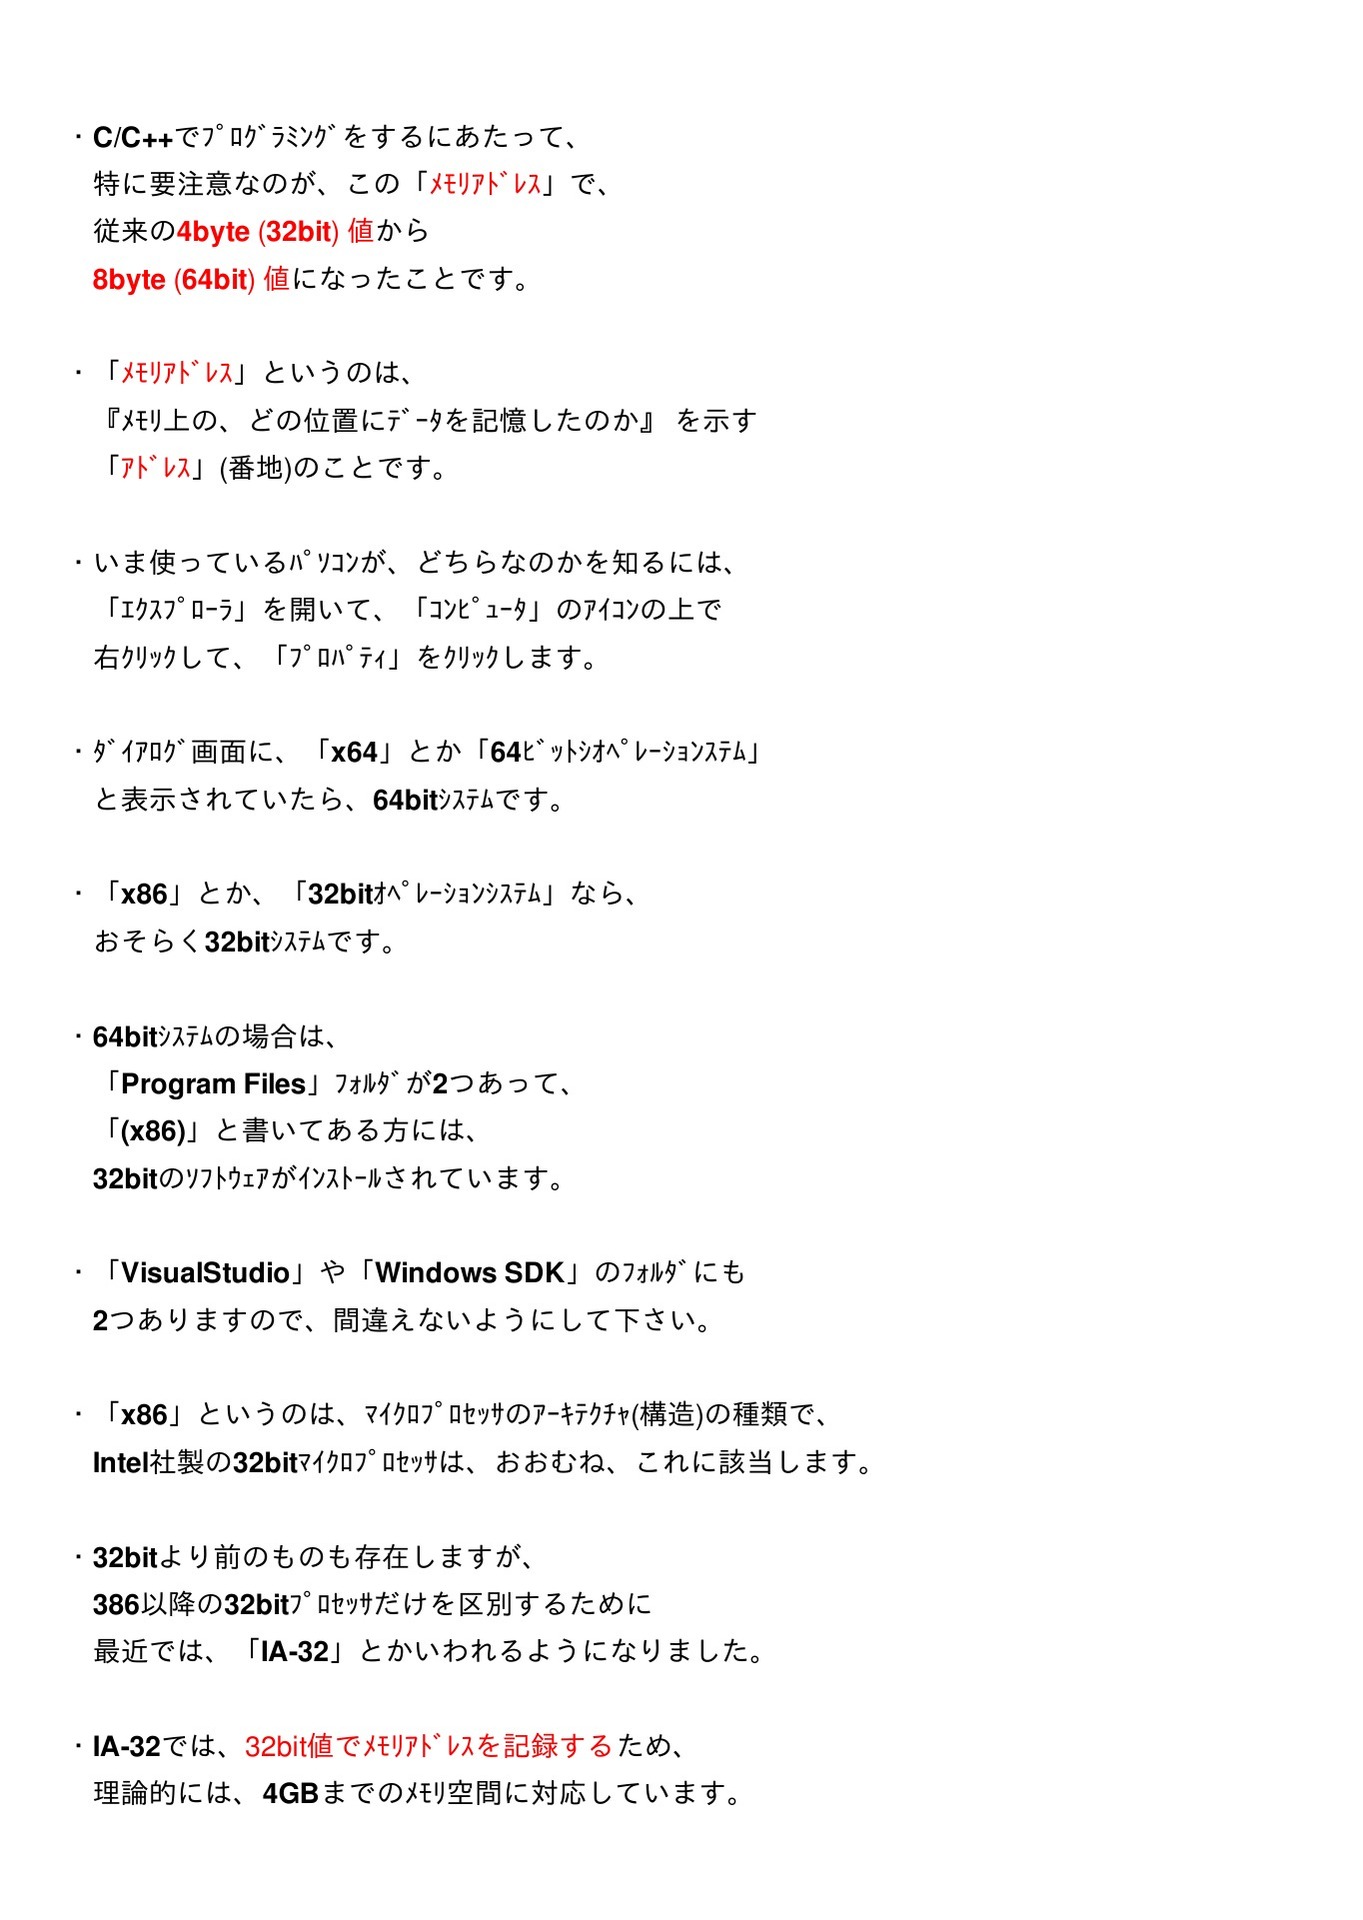 ・C/C++でﾌﾟﾛｸﾞﾗﾐﾝｸﾞをするにあたって、
特に要注意なのが、この「ﾒﾓﾘｱﾄﾞﾚｽ」で、
従来の4byte (32bit) 値から
8byte (64bit) 値になったことです。
・「ﾒﾓﾘｱﾄﾞﾚｽ」というのは、
『ﾒﾓﾘ上の、どの位置にﾃﾞｰﾀを記憶したのか』 を示す
「ｱﾄﾞﾚｽ」(番地)のことです。
・いま使っているﾊﾟｿｺﾝが、どちらなのかを知るには、
「ｴｸｽﾌﾟﾛｰﾗ」を開いて、「ｺﾝﾋﾟｭｰﾀ」のｱｲｺﾝの上で
右ｸﾘｯｸして、「ﾌﾟﾛﾊﾟﾃｨ」をｸﾘｯｸします。
・ﾀﾞｲｱﾛｸﾞ画面に、「x64」とか「64ﾋﾞｯﾄｼｵﾍﾟﾚｰｼｮﾝｽﾃﾑ」
と表示されていたら、64bitｼｽﾃﾑです。
・「x86」とか、「32bitｵﾍﾟﾚｰｼｮﾝｼｽﾃﾑ」なら、
おそらく32bitｼｽﾃﾑです。
・64bitｼｽﾃﾑの場合は、
「Program Files」ﾌｫﾙﾀﾞが2つあって、
「(x86)」と書いてある方には、
32bitのｿﾌﾄｳｪｱがｲﾝｽﾄｰﾙされています。
・「VisualStudio」や「Windows SDK」のﾌｫﾙﾀﾞにも
2つありますので、間違えないようにして下さい。
・「x86」というのは、ﾏｲｸﾛﾌﾟﾛｾｯｻのｱｰｷﾃｸﾁｬ(構造)の種類で、
Intel社製の32bitﾏｲｸﾛﾌﾟﾛｾｯｻは、おおむね、これに該当します。
・32bitより前のものも存在しますが、
386以降の32bitﾌﾟﾛｾｯｻだけを区別するために
最近では、「IA-32」とかいわれるようになりました。
・IA-32では、32bit値でﾒﾓﾘｱﾄﾞﾚｽを記録するため、
理論的には、4GBまでのﾒﾓﾘ空間に対応しています。